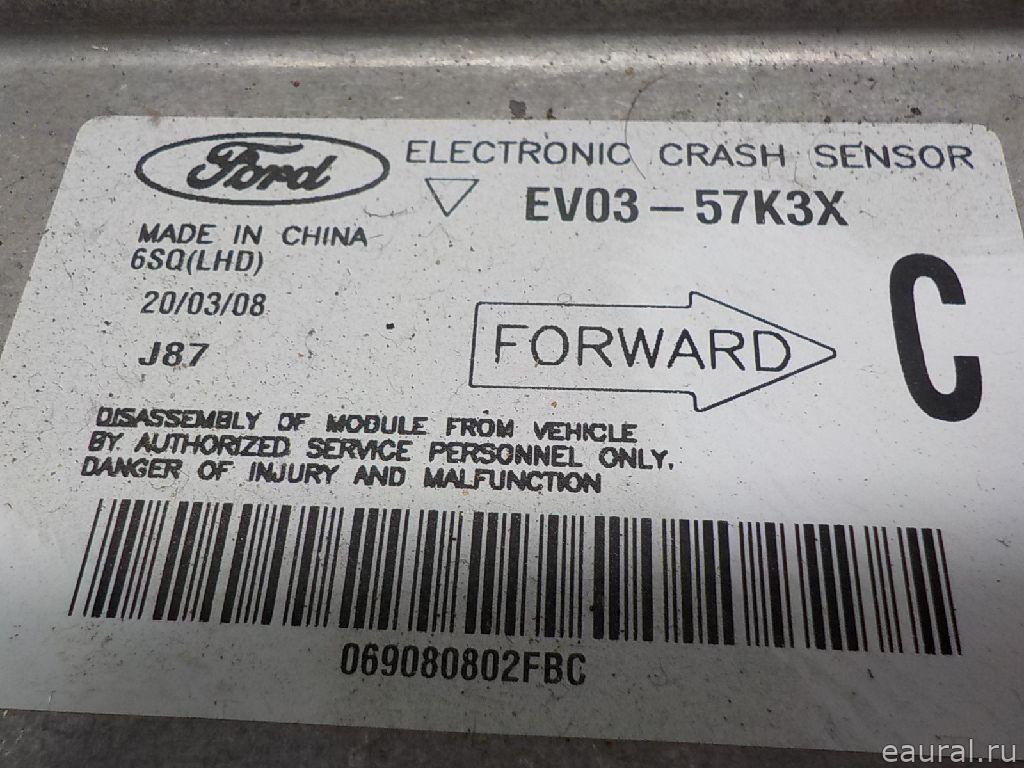 Ford
ELECTRONIC CRASH SENSOR
EV03-57K3X
MADE IN CHINA
6SQ(LHD)
20/03/08
J87
FORWARD
C
DISASSEMBLY OF MODULE FROM VEHICLE
BY AUTHORIZED SERVICE PERSONNEL ONLY.
DANGER OF INJURY AND MALFUNCTION
069080802FBC
eaural.ru